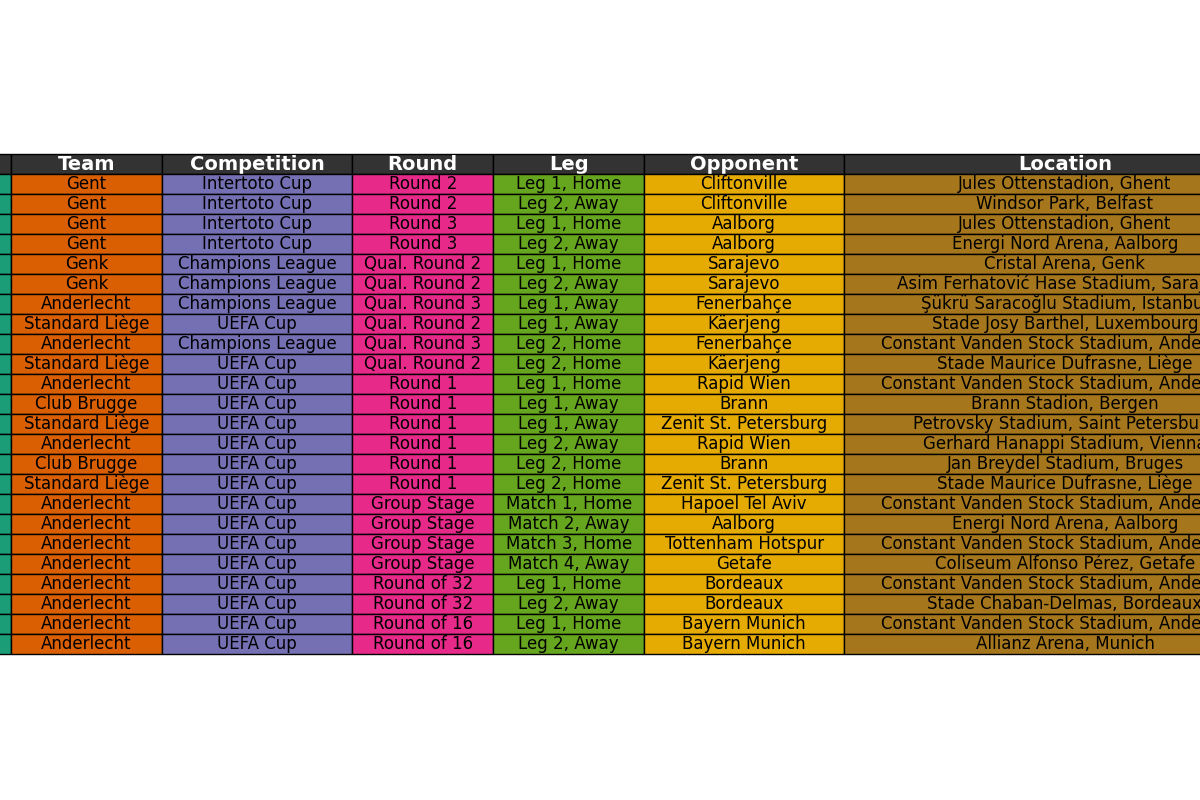 Team Competition Round Leg Opponent Location
Gent Intertoto Cup Round 2 Leg 1, Home Cliftonville Jules Ottenstadion, Ghent
Gent Intertoto Cup Round 2 Leg 2, Away Cliftonville Windsor Park, Belfast
Gent Intertoto Cup Round 3 Leg 1, Home Aalborg Jules Ottenstadion, Ghent
Gent Intertoto Cup Round 3 Leg 2, Away Aalborg Energi Nord Arena, Aalborg
Genk Champions League Qual. Round 2 Leg 1, Home Sarajevo Cristal Arena, Genk
Genk Champions League Qual. Round 2 Leg 2, Away Sarajevo Asim Ferhatović Hase Stadium,
Anderlecht Champions League Qual. Round 3 Leg 1, Away Fenerbahçe Şükrü Saracoğlu Stadium,
Standard Liège UEFA Cup Qual. Round 2 Leg 1, Away Käerjeng Stade Josy Barthel, Luxembourg
Anderlecht Champions League Qual. Round 3 Leg 2, Home Fenerbahçe Constant Vanden Stock Stadium,
Standard Liège UEFA Cup Qual. Round 2 Leg 2, Home Käerjeng Stade Maurice Dufrasne, Liège
Anderlecht UEFA Cup Round 1 Leg 1, Home Rapid Wien Constant Vanden Stock Stadium,
Club Brugge UEFA Cup Round 1 Leg 1, Away Brann Brann Stadion, Bergen
Standard Liège UEFA Cup Round 1 Leg 1, Away Zenit St. Petersburg Petrovsky Stadium, Saint
Anderlecht UEFA Cup Round 1 Leg 2, Away Rapid Wien Gerhard Hanappi Stadium, Vienna
Club Brugge UEFA Cup Round 1 Leg 2, Home Brann Jan Breydel Stadium, Bruges
Standard Liège UEFA Cup Round 1 Leg 2, Home Zenit St. Petersburg Stade Maurice Dufrasne, Liège
Anderlecht UEFA Cup Group Stage Match 1, Home Hapoel Tel Aviv Constant Vanden Stock Stadium,
Anderlecht UEFA Cup Group Stage Match 2, Away Aalborg Energi Nord Arena, Aalborg
Anderlecht UEFA Cup Group Stage Match 3, Home Tottenham Hotspur Constant Vanden Stock Stadium,
Anderlecht UEFA Cup Group Stage Match 4, Away Getafe Coliseum Alfonso Pérez, Getafe
Anderlecht UEFA Cup Round of 32 Leg 1, Home Bordeaux Constant Vanden Stock Stadium,
Anderlecht UEFA Cup Round of 32 Leg 2, Away Bordeaux Stade Chaban-Delmas, Bordeaux
Anderlecht UEFA Cup Round of 16 Leg 1, Home Bayern Munich Constant Vanden Stock Stadium,
Anderlecht UEFA Cup Round of 16 Leg 2, Away Bayern Munich Allianz Arena, Munich